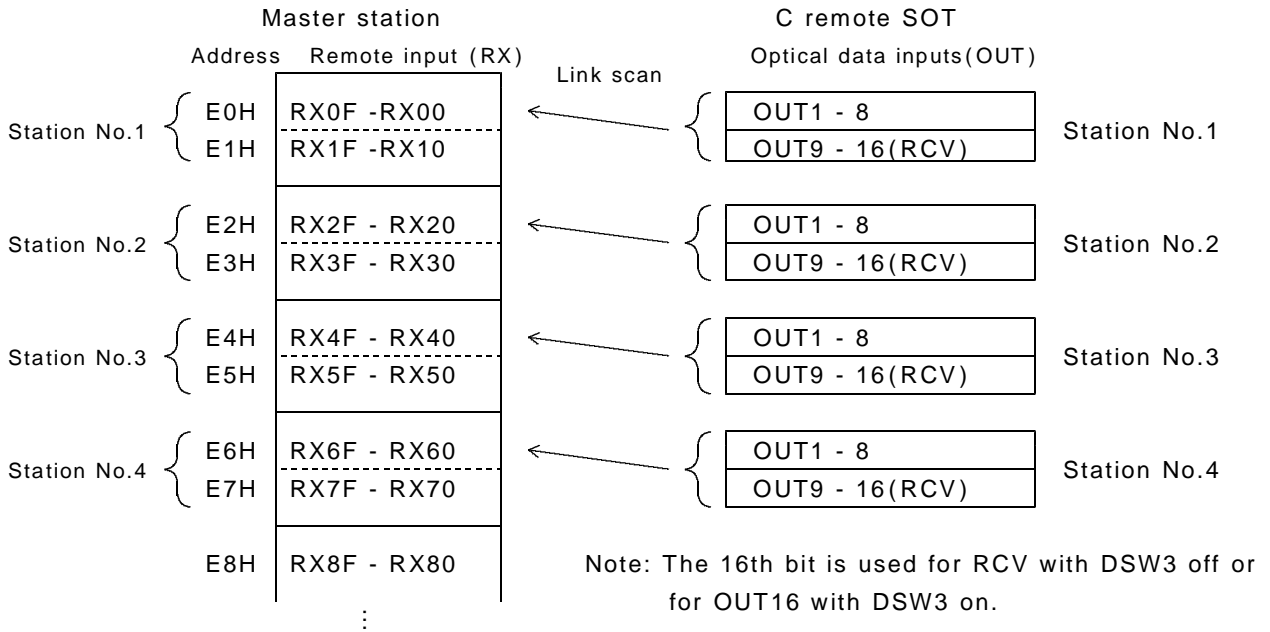 Master station C remote SOT
Address Remote input (RX) Optical data inputs(OUT)
Link scan
Station No.1 E0H RX0F -RX00 OUT1 - 8 Station No.1
E1H RX1F -RX10 OUT9 - 16(RCV)
Station No.2 E2H RX2F - RX20 OUT1 - 8 Station No.2
E3H RX3F - RX30 OUT9 - 16(RCV)
Station No.3 E4H RX4F - RX40 OUT1 - 8 Station No.3
E5H RX5F - RX50 OUT9 - 16(RCV)
Station No.4 E6H RX6F - RX60 OUT1 - 8 Station No.4
E7H RX7F - RX70 OUT9 - 16(RCV)
E8H RX8F - RX80
Note: The 16th bit is used for RCV with DSW3 off or
for OUT16 with DSW3 on.